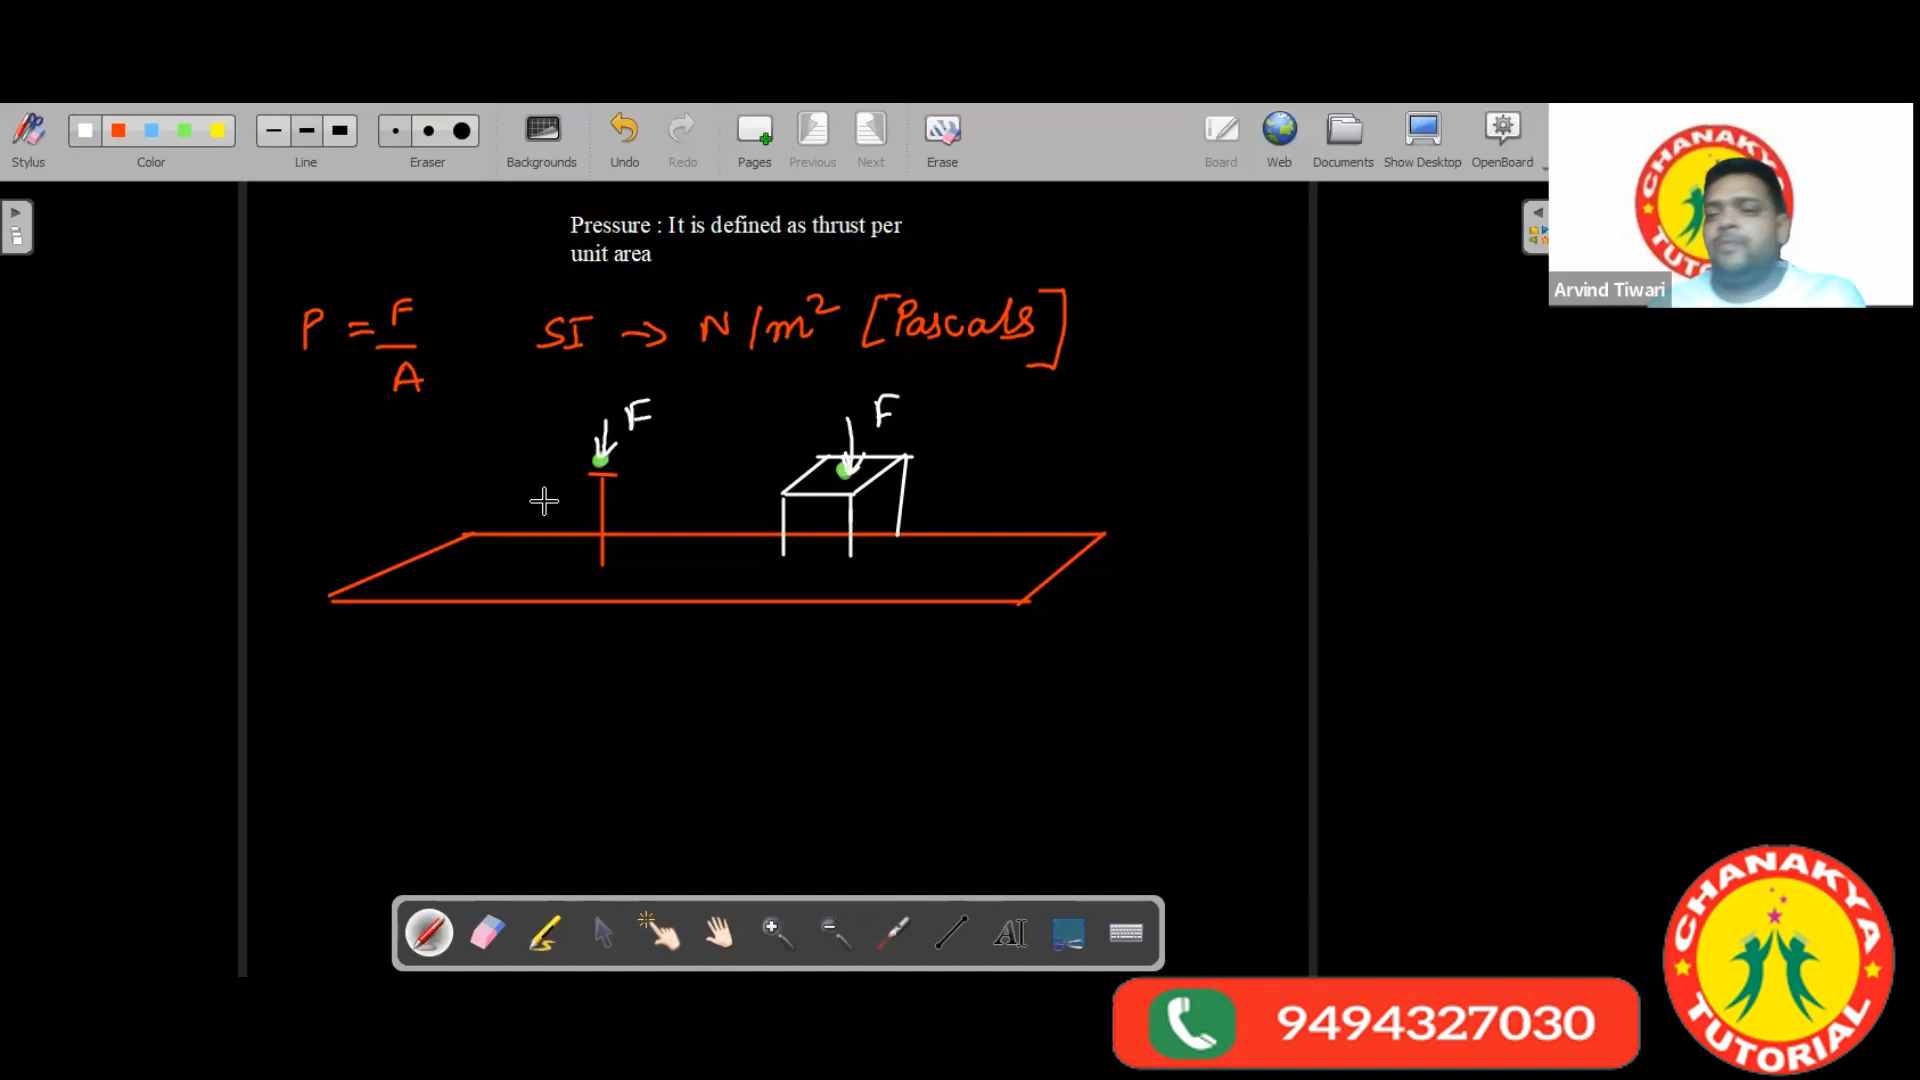 Stylus
Color
Line
Eraser
Backgrounds
Undo
Redo
Pages
Previous
Next
Erase
Board
Web
Documents
Show Desktop
OpenBoard
CHANAKYA
TUTORIAL
Arvind Tiwari
Pressure : It is defined as thrust per
unit area
P = F/A SI → N/m² [Pascals]
F
F
AI
9494327030
CHANAKYA
TUTORIAL